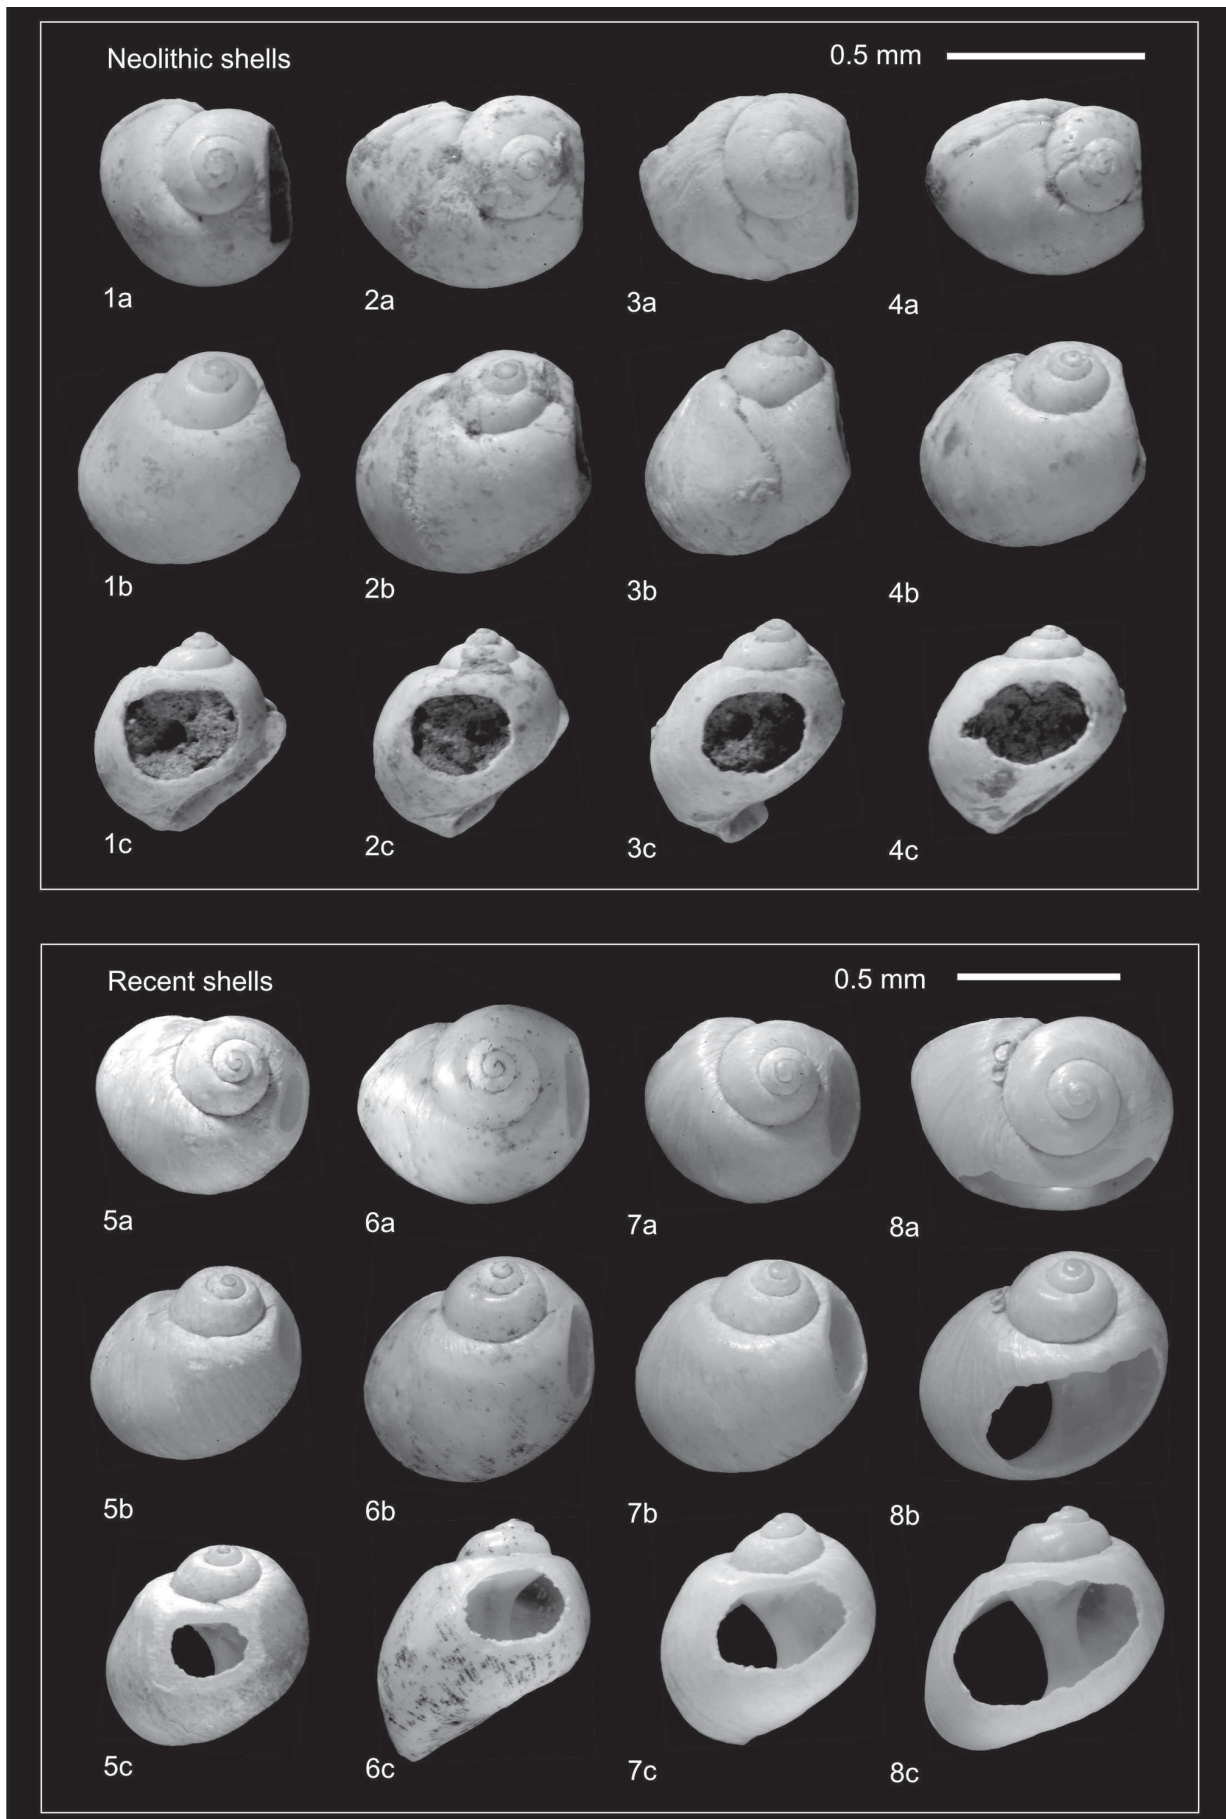 Neolithic shells 0.5 mm
1a 2a 3a 4a
1b 2b 3b 4b
1c 2c 3c 4c
Recent shells 0.5 mm
5a 6a 7a 8a
5b 6b 7b 8b
5c 6c 7c 8c